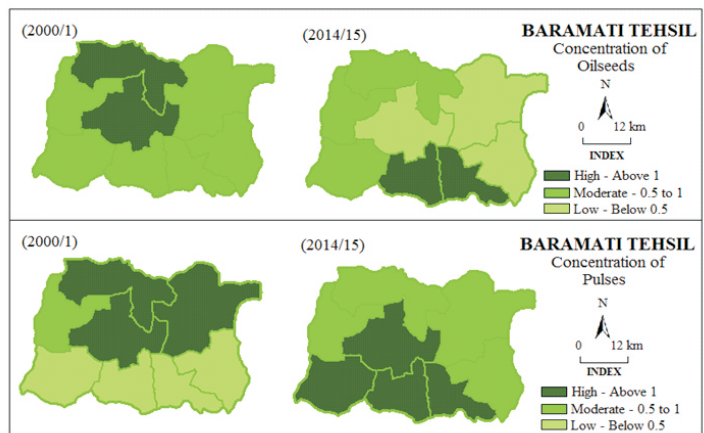 (2000/1)
(2014/15)
BARAMATI TEHSIL
Concentration of
Oilseeds
N
0 12 km
INDEX
High - Above 1
Moderate - 0.5 to 1
Low - Below 0.5
(2000/1)
(2014/15)
BARAMATI TEHSIL
Concentration of
Pulses
N
0 12 km
INDEX
High - Above 1
Moderate - 0.5 to 1
Low - Below 0.5